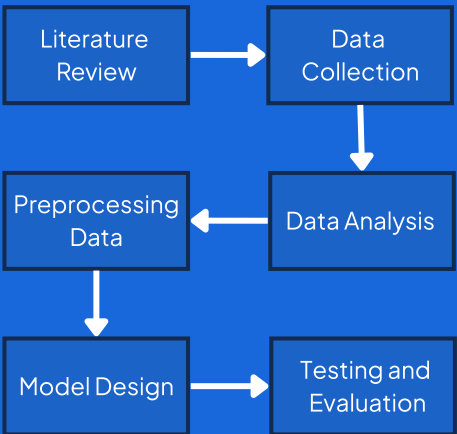 Literature
Review
Data
Collection
Preprocessing
Data
Data Analysis
Model Design
Testing and
Evaluation